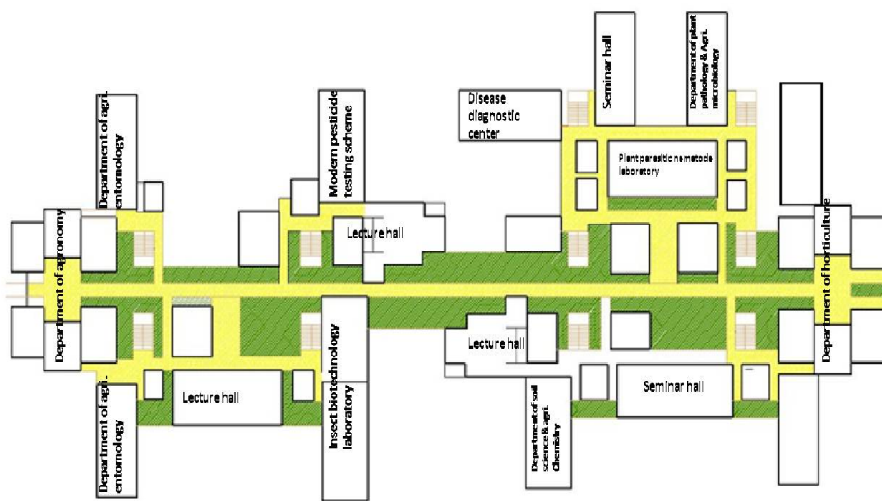 Seminar hall
Department of plant
pathology & Agri.
microbiology
Disease
diagnostic
center
Department of agri.
entomology
Modern pesticide
testing scheme
Plant parasitic nematode
laboratory
Lecture hall
Department of agronomy
Department of horticulture
Lecture hall
Insect biotechnology
laboratory
Lecture hall
Seminar hall
Department of agri.
entomology
Department of soil
science & agri.
Chemistry